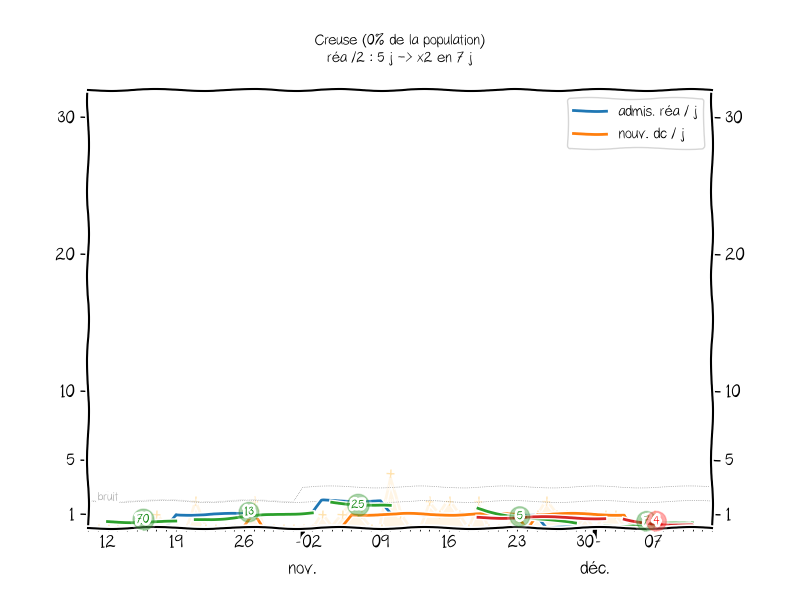 Creuse (0% de la population)
réa /2 : 5 j -> x2 en 7 j
admis. réa / j
nouv. dc / j
30 30
20 20
10 10
5 5
bruit
1 1
70 13 25 5 4
12 19 26 02 09 16 23 30 07
nov. déc.